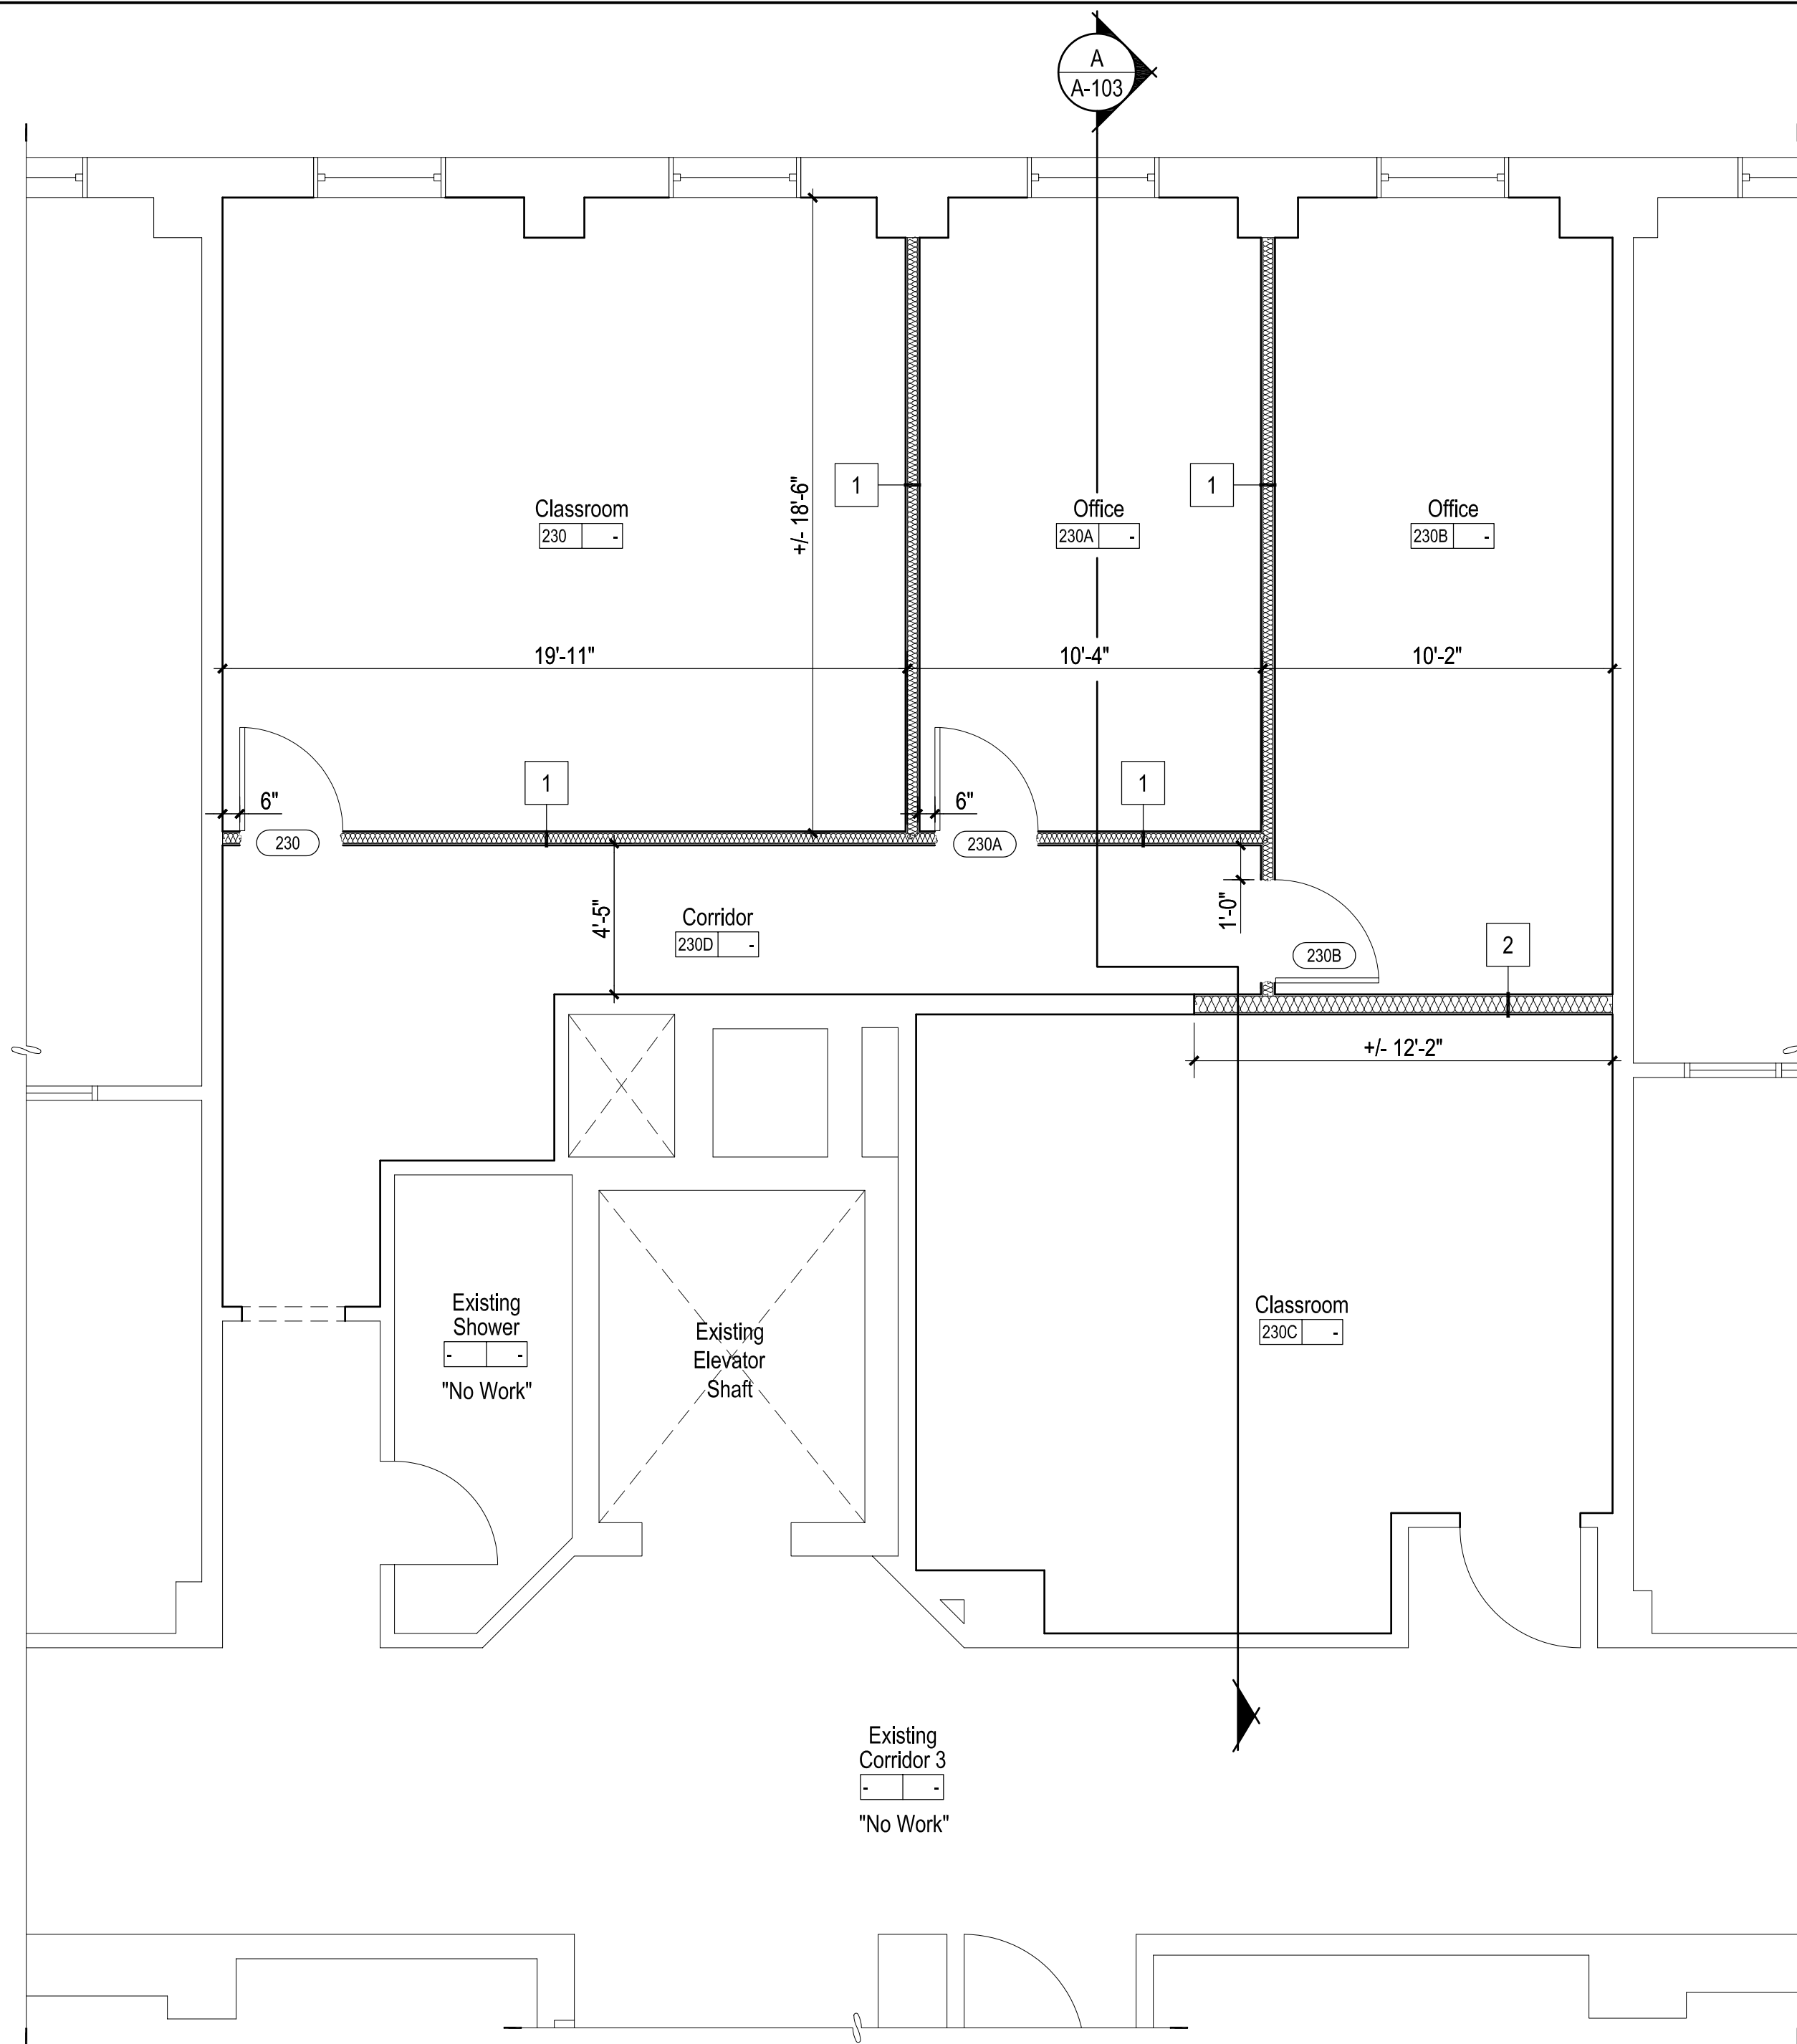 A
A-103
1
1
Classroom
230 -
+/- 18'-6"
Office
230A -
Office
230B -
19'-11"
10'-4"
10'-2"
1
1
6"
6"
230
230A
4'-5"
Corridor
230D -
1'-0"
230B
2
+/- 12'-2"
Existing
Shower
- -
"No Work"
Existing
Elevator
Shaft
Classroom
230C -
Existing
Corridor 3
- -
"No Work"